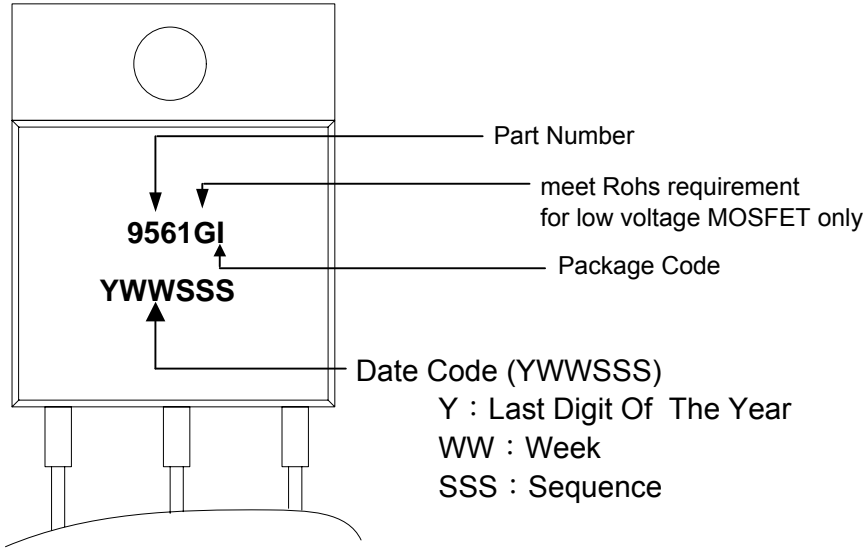 Part Number
meet Rohs requirement
for low voltage MOSFET only
9561GI
Package Code
YWWSSS
Date Code (YWWSSS)
Y：Last Digit Of The Year
WW：Week
SSS：Sequence